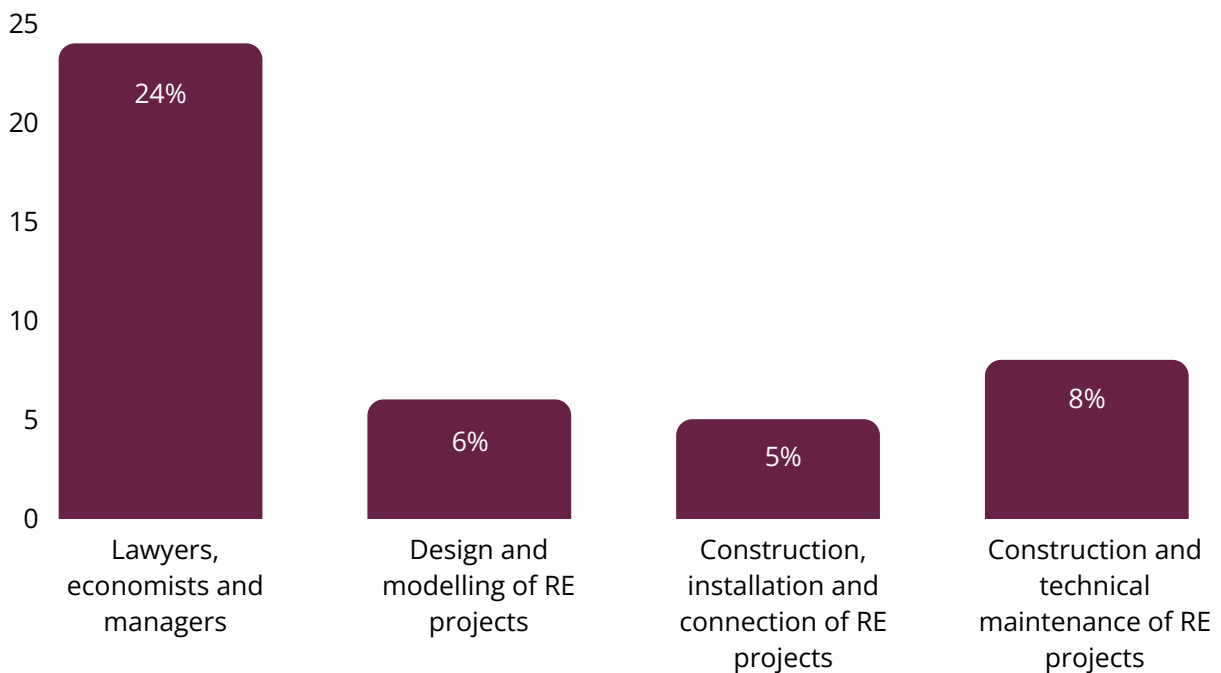 25
24%
20
15
10
8%
5
6%
5%
0
Lawyers,
economists and
managers
Design and
modelling of RE
projects
Construction,
installation and
connection of RE
projects
Construction and
technical
maintenance of RE
projects